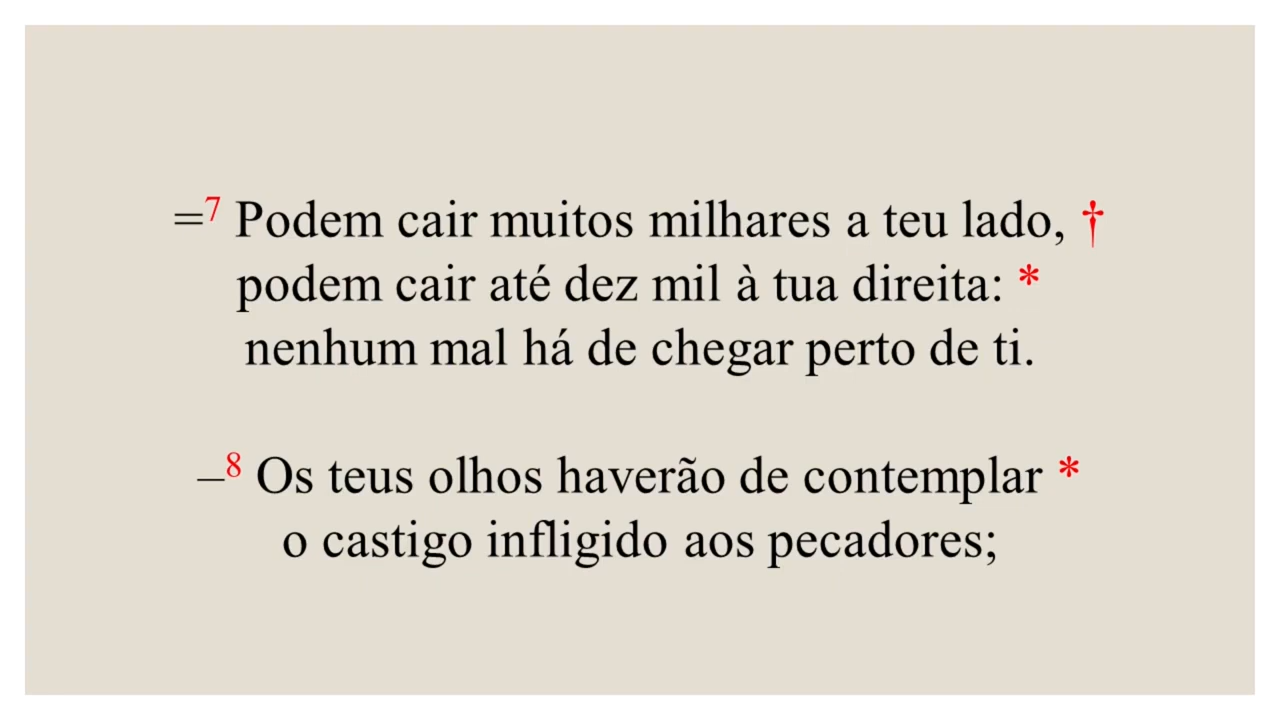 =7 Podem cair muitos milhares a teu lado, †
podem cair até dez mil à tua direita: *
nenhum mal há de chegar perto de ti.
–8 Os teus olhos haverão de contemplar *
o castigo infligido aos pecadores;